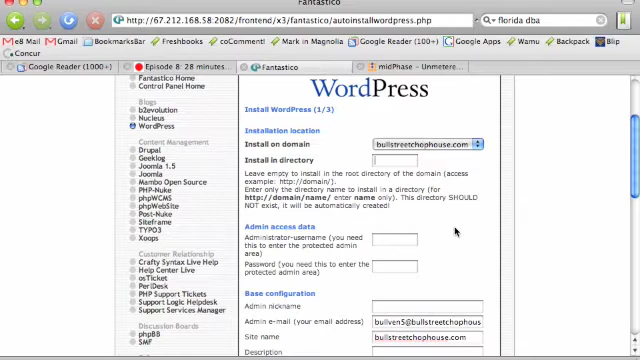 Fantastico
http://67.212.168.58:2082/frontend/x3/fantastico/autoinstallwordpress.php
florida dba
e8 Mail
BookmarksBar
Freshbooks
coComment!
Mark in Magnolia
Google Reader (100+)
Google Apps
Wamu
Backpack
Blip
Concur
Google Reader (1000+)
Episode 8: 28 minutes...
Fantastico
midPhase - Unmetere...
Fantastico Home
Control Panel Home
Blogs
b2evolution
Nucleus
WordPress
Content Management
Drupal
Geeklog
Joomla 1.5
Joomla
Mambo Open Source
PHP-Nuke
phpWCMS
phpWebSite
Post-Nuke
Siteframe
TYPO3
Xoops
Customer Relationship
Crafty Syntax Live Help
Help Center Live
osTicket
PerlDesk
PHP Support Tickets
Support Logic Helpdesk
Support Services Manager
Discussion Boards
phpBB
SMF
WordPress
Install WordPress (1/3)
Installation location
Install on domain
bullstreetchophouse.com
Install in directory
Leave empty to install in the root directory of the domain (access
example: http://domain/).
Enter only the directory name to install in a directory (for
http://domain/name/ enter name only). This directory SHOULD
NOT exist, it will be automatically created!
Admin access data
Administrator-username (you need
this to enter the protected admin
area)
Password (you need this to enter the
protected admin area)
Base configuration
Admin nickname
Admin e-mail (your email address)
bullven5@bullstreetchophous
Site name
bullstreetchophouse.com
Description